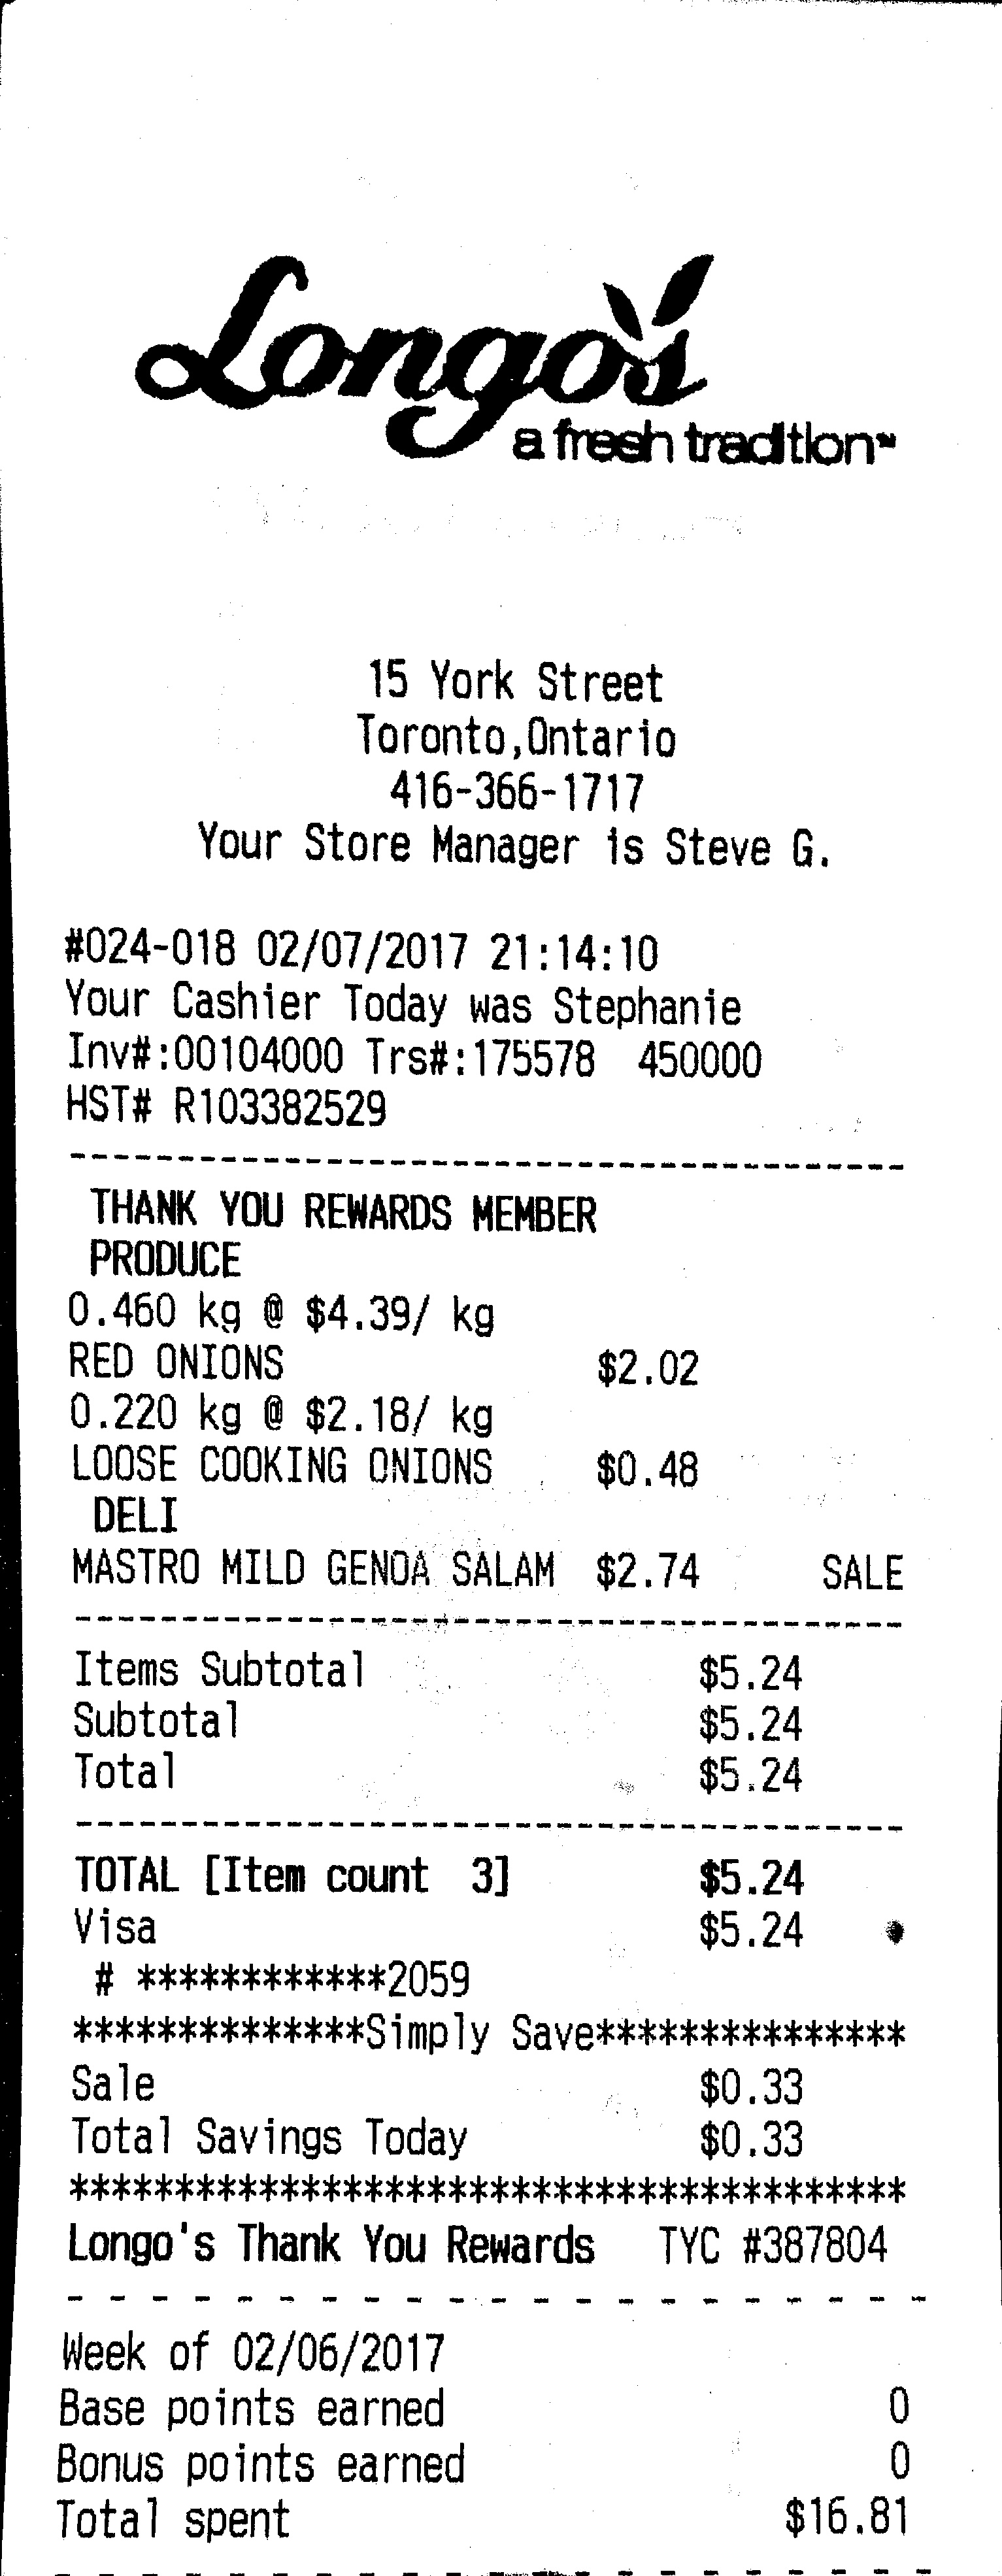 Longo's
a fresh tradition™
15 York Street
Toronto,Ontario
416-366-1717
Your Store Manager is Steve G.
#024-018 02/07/2017 21:14:10
Your Cashier Today was Stephanie
Inv#:00104000 Trs#:175578 450000
HST# R103382529
----------------------------------------
THANK YOU REWARDS MEMBER
PRODUCE
0.460 kg @ $4.39/ kg
RED ONIONS $2.02
0.220 kg @ $2.18/ kg
LOOSE COOKING ONIONS $0.48
DELI
MASTRO MILD GENOA SALAM $2.74 SALE
----------------------------------------
Items Subtotal $5.24
Subtotal $5.24
Total $5.24
----------------------------------------
TOTAL [Item count 3] $5.24
Visa $5.24
# ************2059
**************Simply Save***************
Sale $0.33
Total Savings Today $0.33
****************************************
Longo's Thank You Rewards TYC #387804
- - - - - - - - - - - - - - - - - - - - -
Week of 02/06/2017
Base points earned 0
Bonus points earned 0
Total spent $16.81
- - - - - - - - - - - - - - - - - - - - -